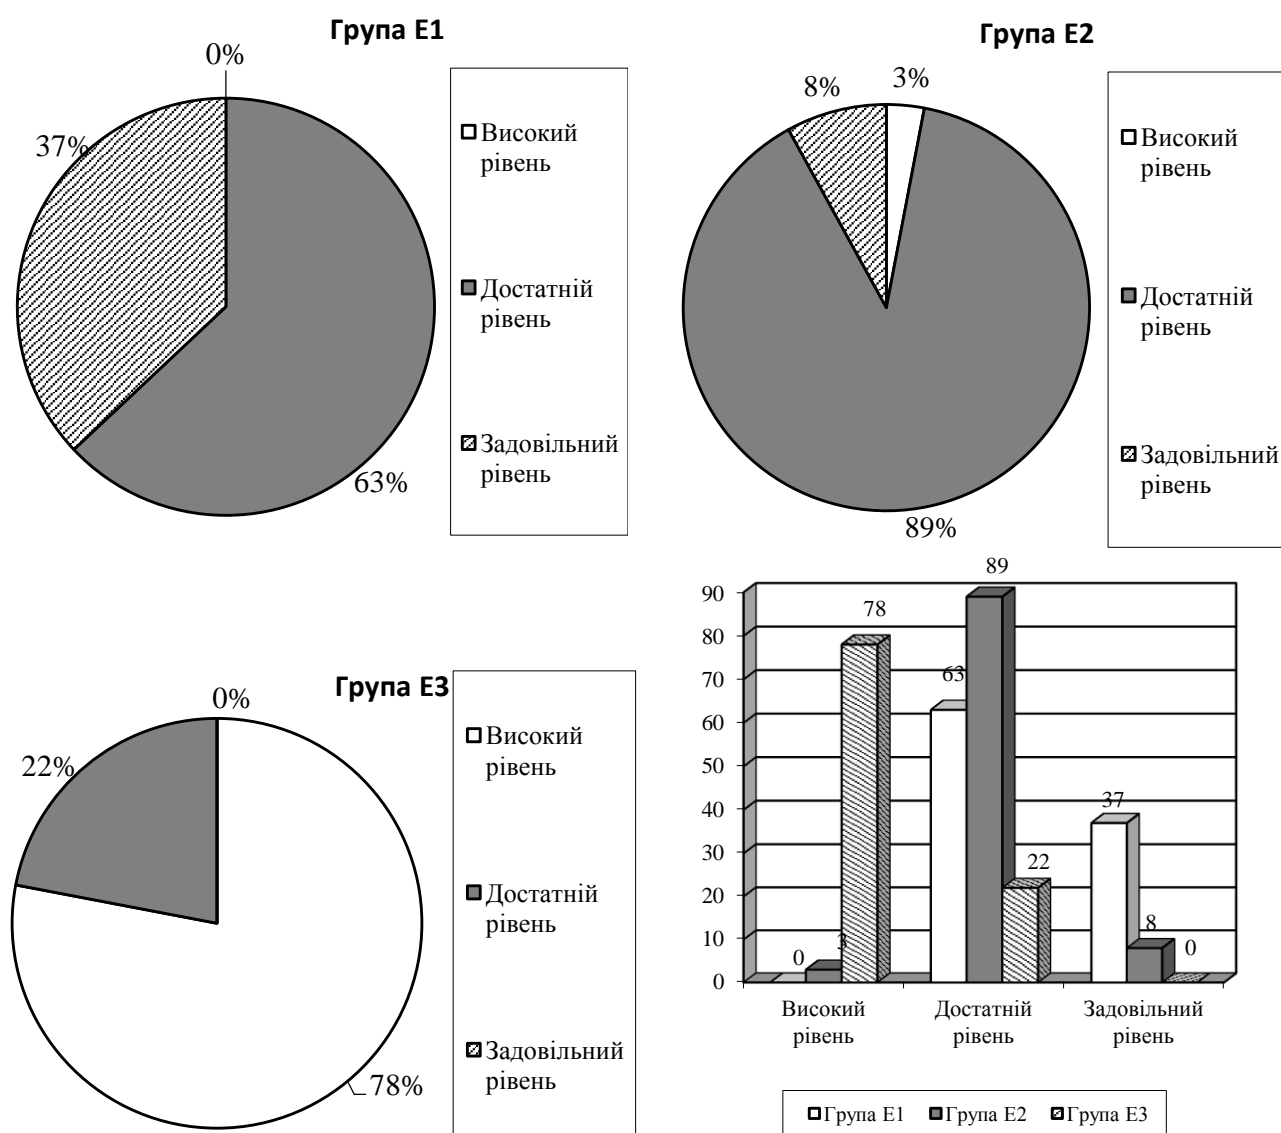 Група Е1
0%
37%
63%
Високий
рівень
Достатній
рівень
Задовільний
рівень
Група Е2
8%
3%
89%
Високий
рівень
Достатній
рівень
Задовільний
рівень
Група Е3
0%
22%
78%
Високий
рівень
Достатній
рівень
Задовільний
рівень
90
80
70
60
50
40
30
20
10
0
0
3
78
63
89
22
37
8
0
Високий
рівень
Достатній
рівень
Задовільний
рівень
Група Е1
Група Е2
Група Е3